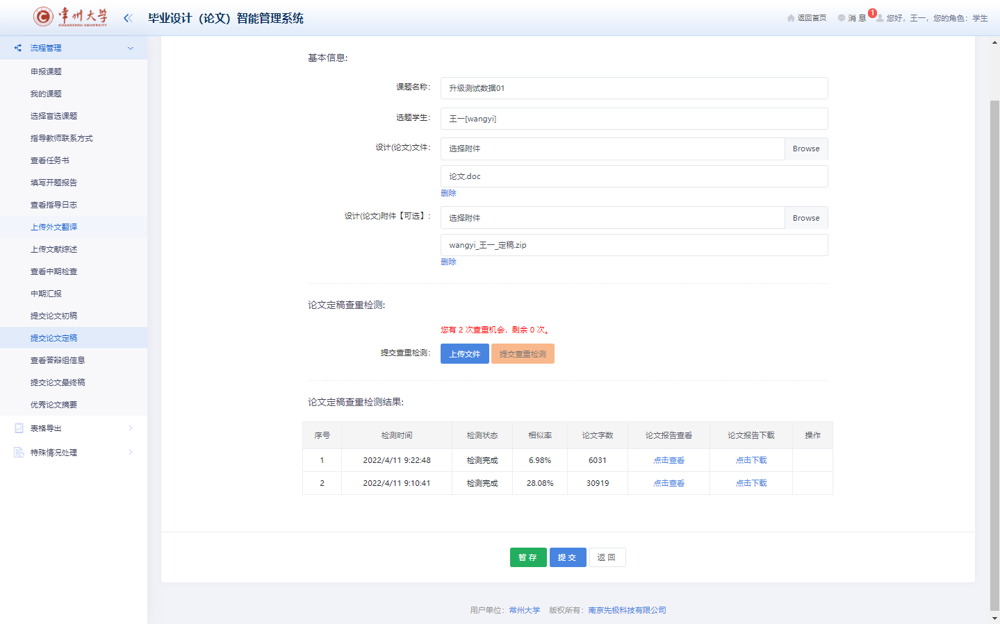 常州大学
CHANGZHOU UNIVERSITY
毕业设计（论文）智能管理系统
返回首页
消 息
1
您好，王一，您的角色：学生
流程管理
申报课题
我的课题
选择盲选课题
指导教师联系方式
查看任务书
填写开题报告
查看指导日志
上传外文翻译
上传文献综述
查看中期检查
中期汇报
提交论文初稿
提交论文定稿
查看答辩组信息
提交论文最终稿
优秀论文摘要
表格导出
特殊情况处理
基本信息:
课题名称： 升级测试数据01
选题学生： 王一[wangyi]
设计(论文)文件： 选择附件 Browse
论文.doc
删除
设计(论文)附件【可选】： 选择附件 Browse
wangyi_王一_定稿.zip
删除
论文定稿查重检测:
您有 2 次查重机会，剩余 0 次。
提交查重检测： 上传文件 提交查重检测
论文定稿查重检测结果:
序号 检测时间 检测状态 相似率 论文字数 论文报告查看 论文报告下载 操作
1 2022/4/11 9:22:48 检测完成 6.98% 6031 点击查看 点击下载
2 2022/4/11 9:10:41 检测完成 28.08% 30919 点击查看 点击下载
暂 存 提 交 返 回
用户单位：常州大学 版权所有：南京先极科技有限公司